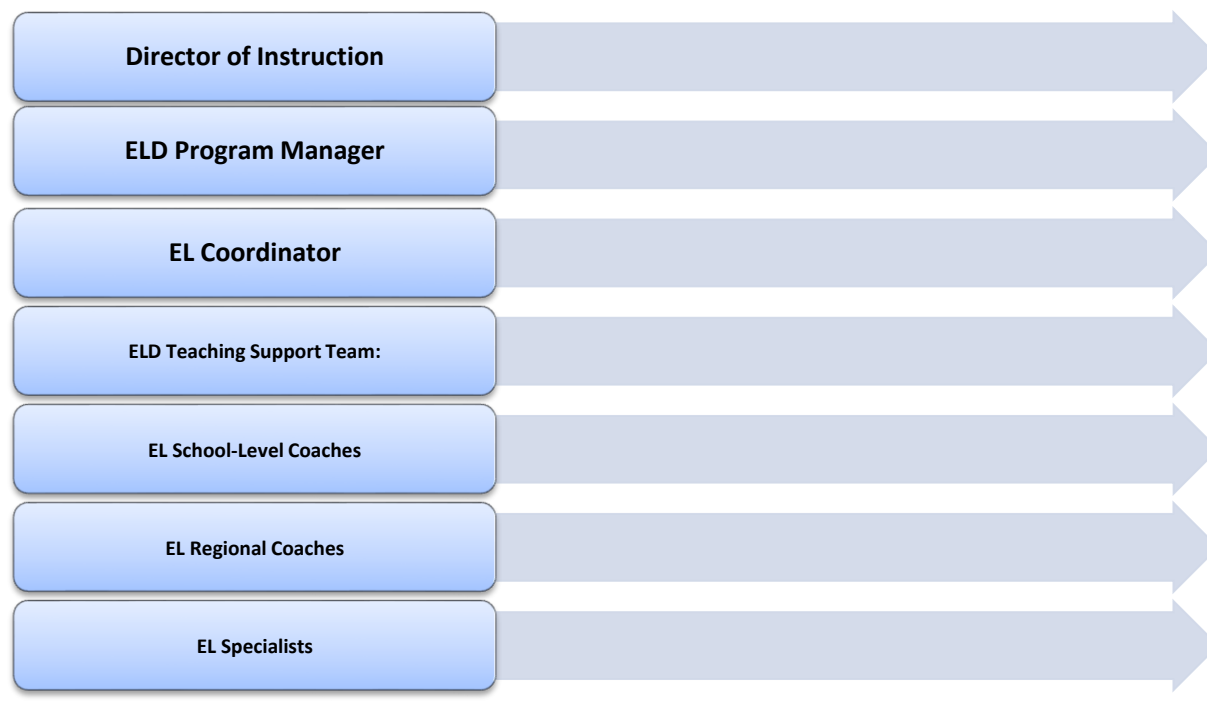 Director of Instruction
ELD Program Manager
EL Coordinator
ELD Teaching Support Team:
EL School-Level Coaches
EL Regional Coaches
EL Specialists